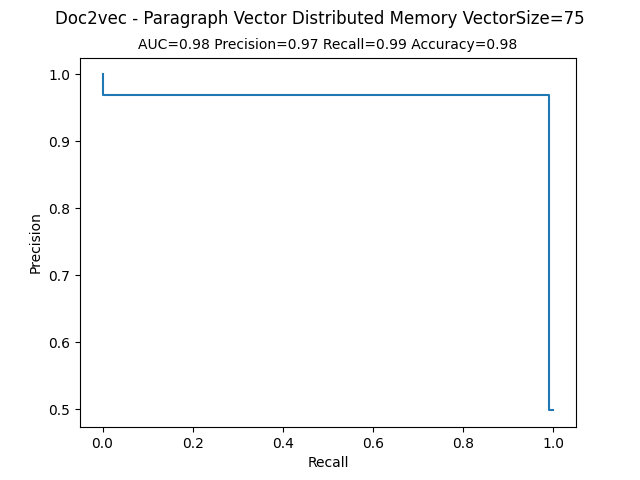 Doc2vec - Paragraph Vector Distributed Memory VectorSize=75
AUC=0.98 Precision=0.97 Recall=0.99 Accuracy=0.98
1.0
0.9
0.8
0.7
0.6
0.5
Precision
0.0 0.2 0.4 0.6 0.8 1.0
Recall